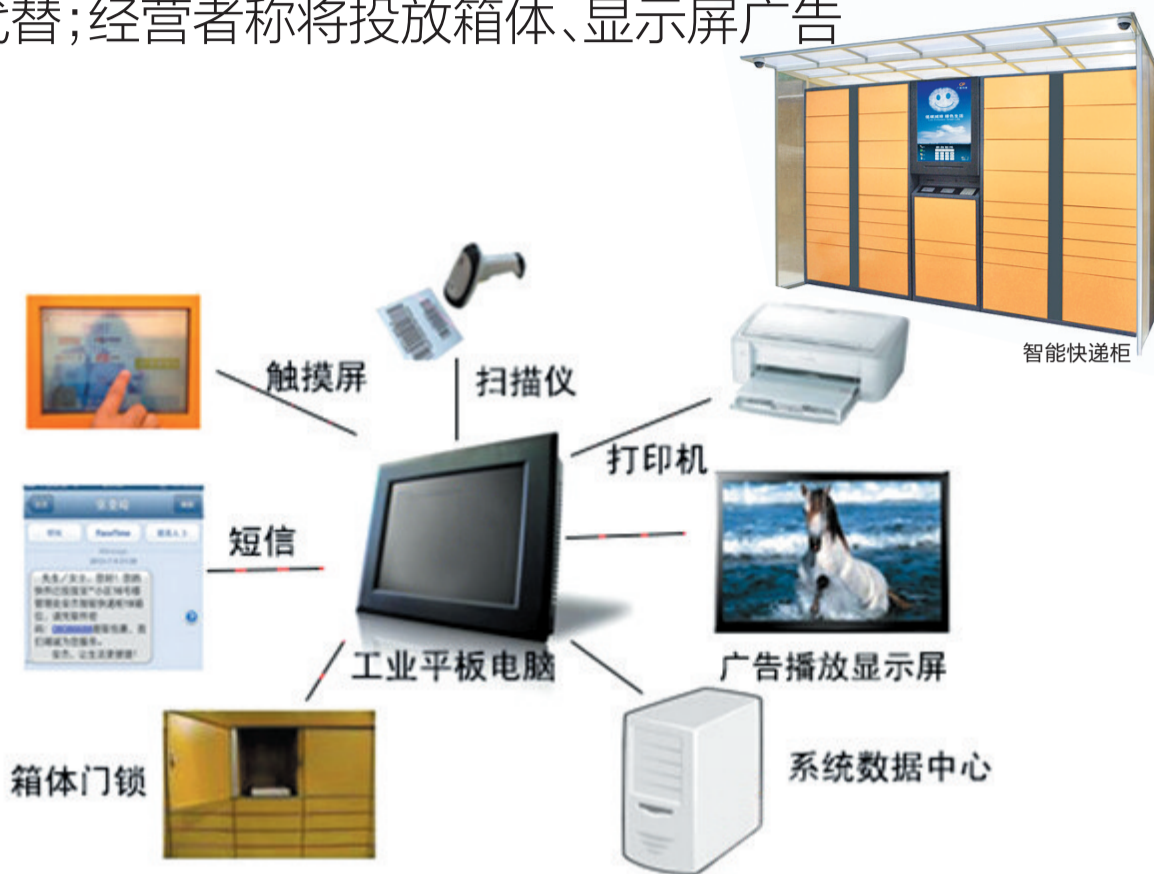 代替;经营者称将投放箱体、显示屏广告
智能快递柜
触摸屏
扫描仪
打印机
短信
FaceTime
工业平板电脑
广告播放显示屏
箱体门锁
系统数据中心